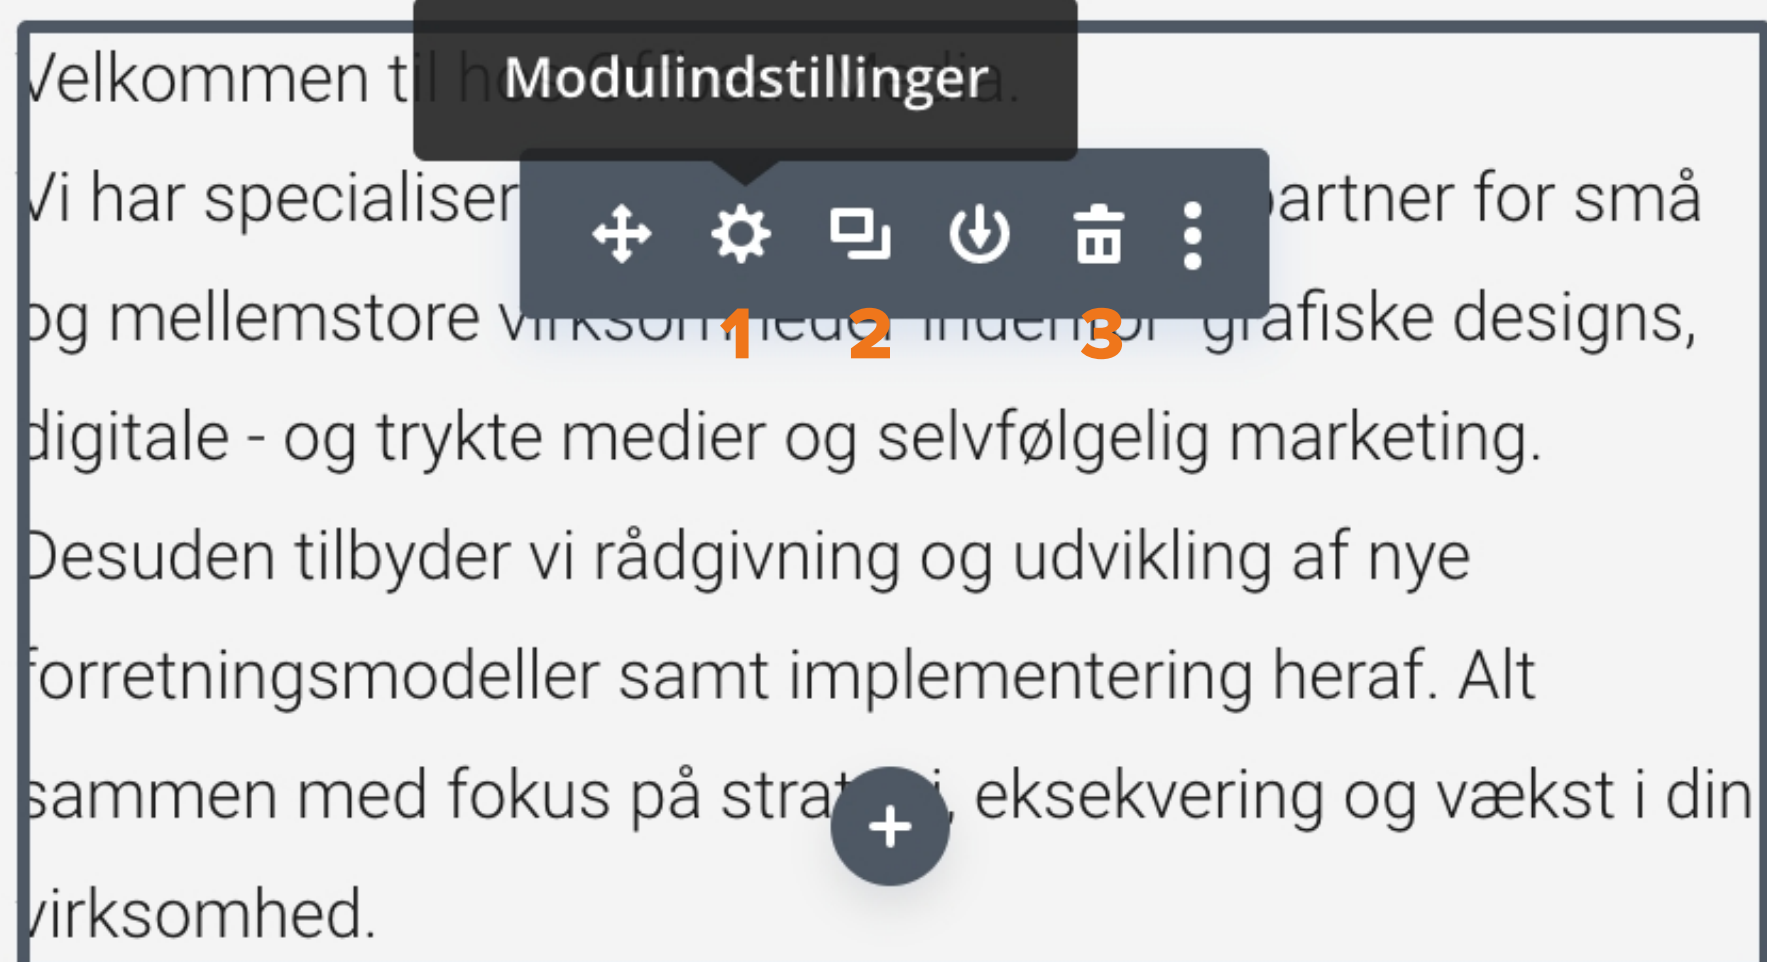 Modulindstillinger
Velkommen til
Vi har specialiser partner for små
1 2 3
og mellemstore grafiske designs,
digitale - og trykte medier og selvfølgelig marketing.
Desuden tilbyder vi rådgivning og udvikling af nye
forretningsmodeller samt implementering heraf. Alt
sammen med fokus på eksekvering og vækst i din
virksomhed.